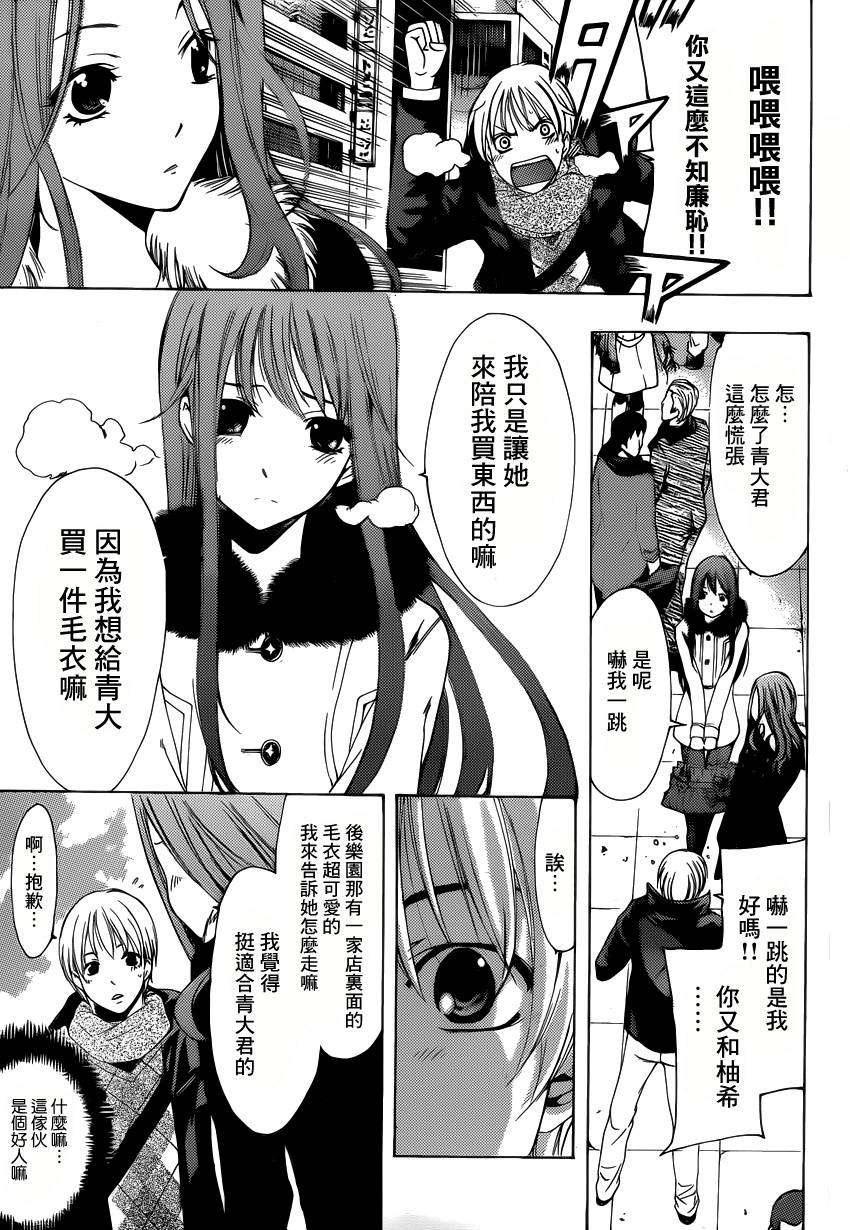 喂喂喂喂!!
你又這麼不知廉恥!!
怎…
怎麼了青大君
這麼慌張
是呢
嚇我一跳
嚇一跳的是我
好嗎!!
你又和柚希
……
我只是讓她
來陪我買東西的嘛
因為我想給青大
買一件毛衣嘛
誒…
後樂園那有一家店裏面的
毛衣超可愛的
我來告訴她怎麼走嘛
我覺得
挺適合青大君的
啊…抱歉…
什麼嘛…
這傢伙
是個好人嘛